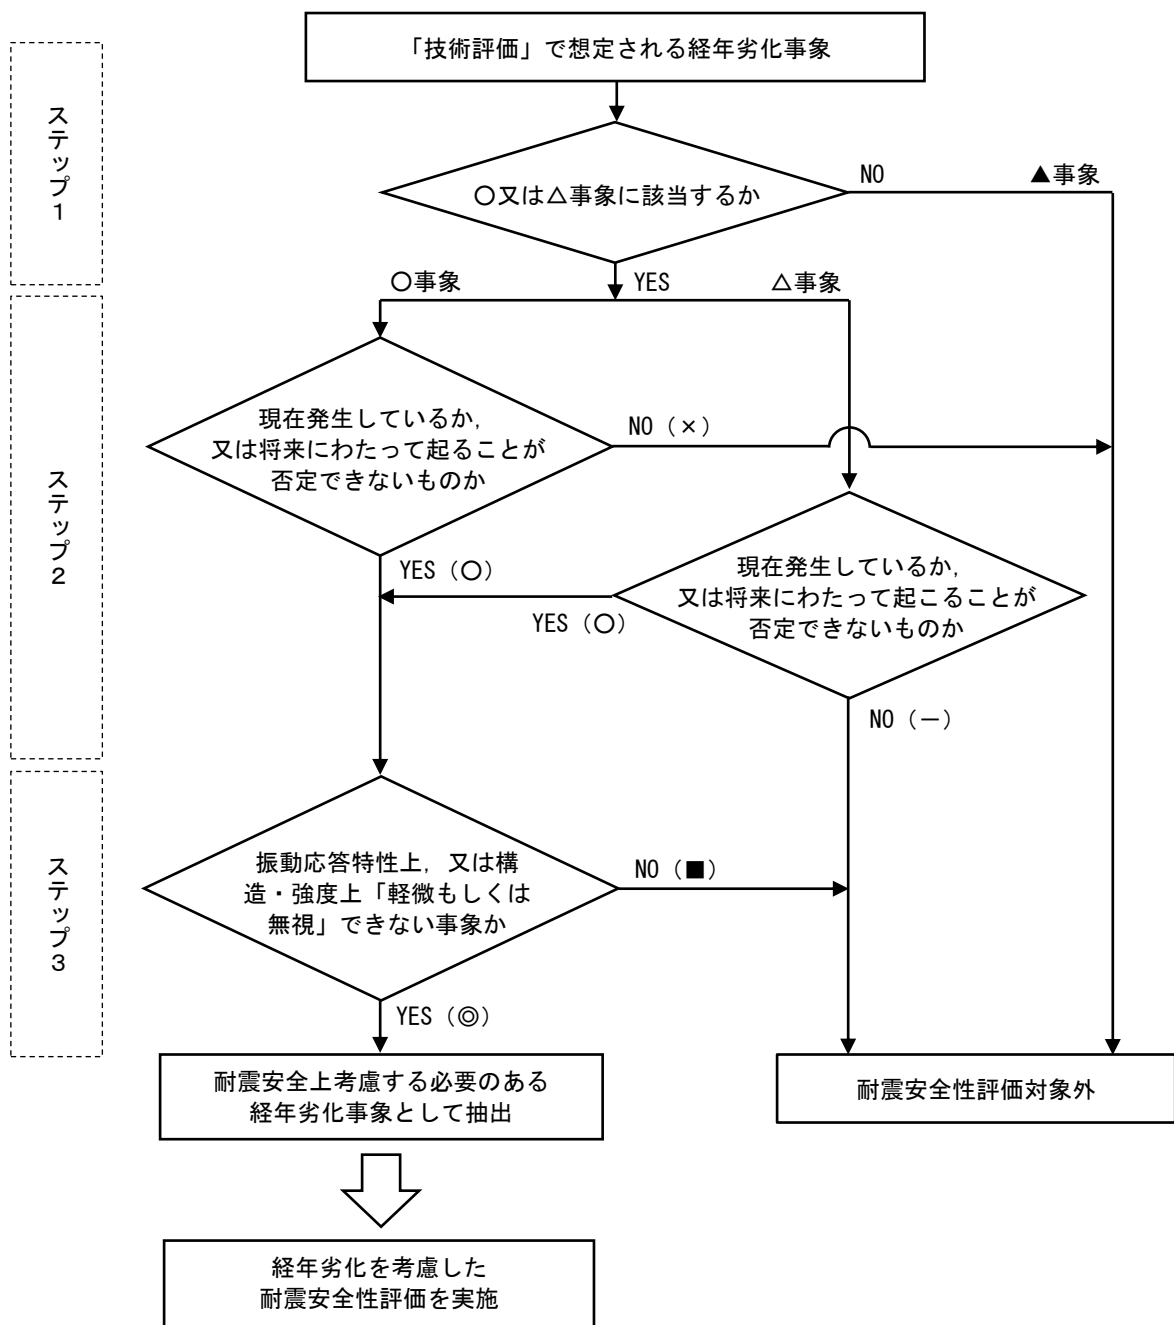 「技術評価」で想定される経年劣化事象
ステップ１
○又は△事象に該当するか
NO
▲事象
○事象
YES
△事象
ステップ２
現在発生しているか,
又は将来にわたって起ることが
否定できないものか
NO（×）
YES（○）
現在発生しているか,
又は将来にわたって起こることが
否定できないものか
YES（○）
NO（－）
ステップ３
振動応答特性上，又は構
造・強度上「軽微もしくは
無視」できない事象か
NO（■）
YES（◎）
耐震安全上考慮する必要のある
経年劣化事象として抽出
耐震安全性評価対象外
経年劣化を考慮した
耐震安全性評価を実施